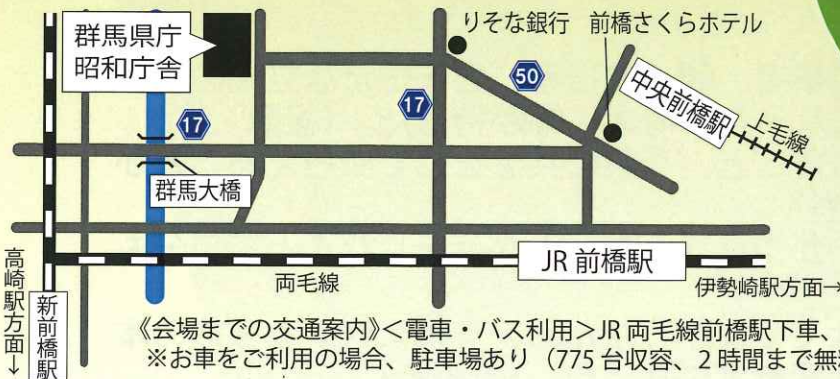 群馬県庁
昭和庁舎
りそな銀行
前橋さくらホテル
50
17
17
中央前橋駅
上毛線
群馬大橋
JR 前橋駅
両毛線
伊勢崎駅方面→
高崎駅方面↓
新前橋駅
《会場までの交通案内》<電車・バス利用>JR 両毛線前橋駅下車、
※お車をご利用の場合、駐車場あり（775 台収容、2 時間まで無